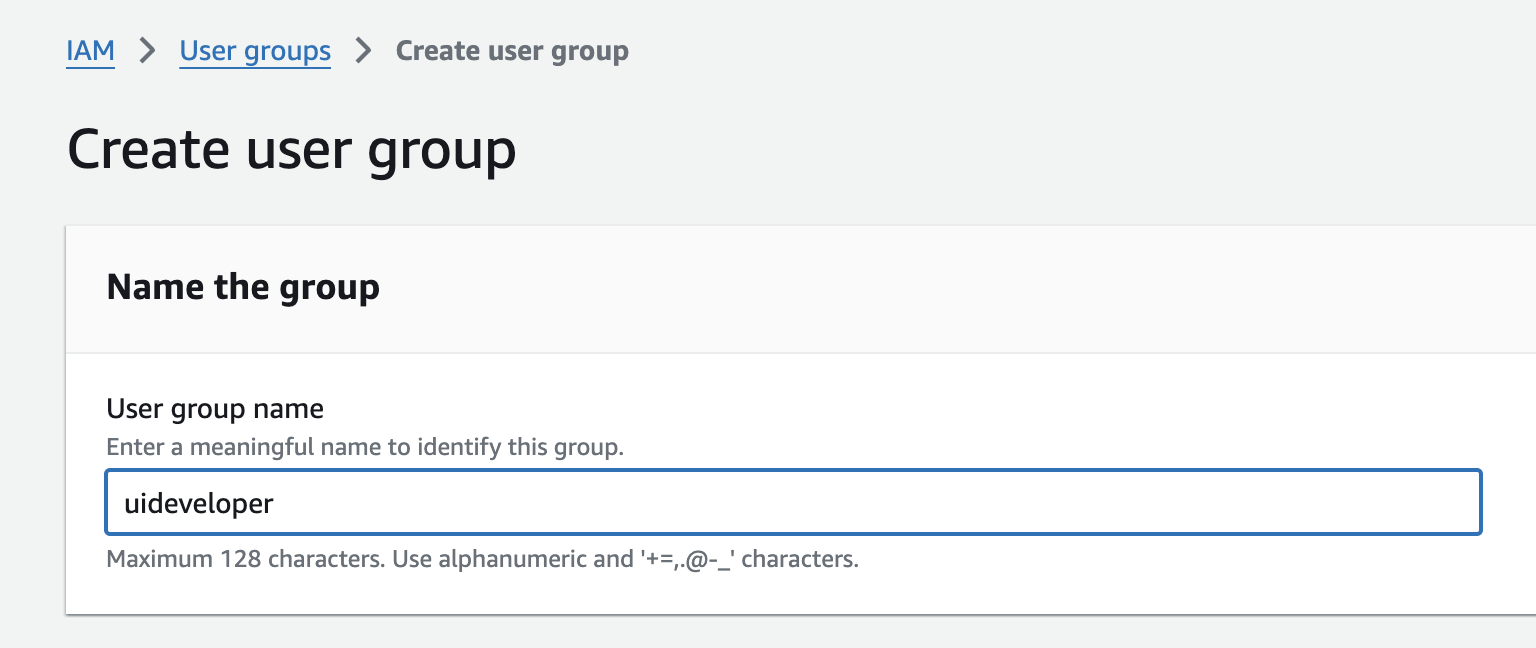 IAM > User groups > Create user group
Create user group
Name the group
User group name
Enter a meaningful name to identify this group.
uideveloper
Maximum 128 characters. Use alphanumeric and '+=,.@-_' characters.